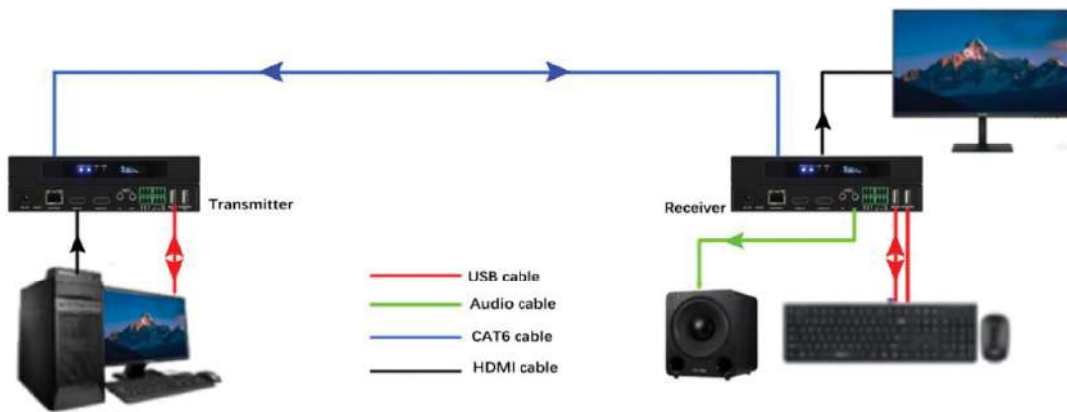 Transmitter
Receiver
USB cable
Audio cable
CAT6 cable
HDMI cable